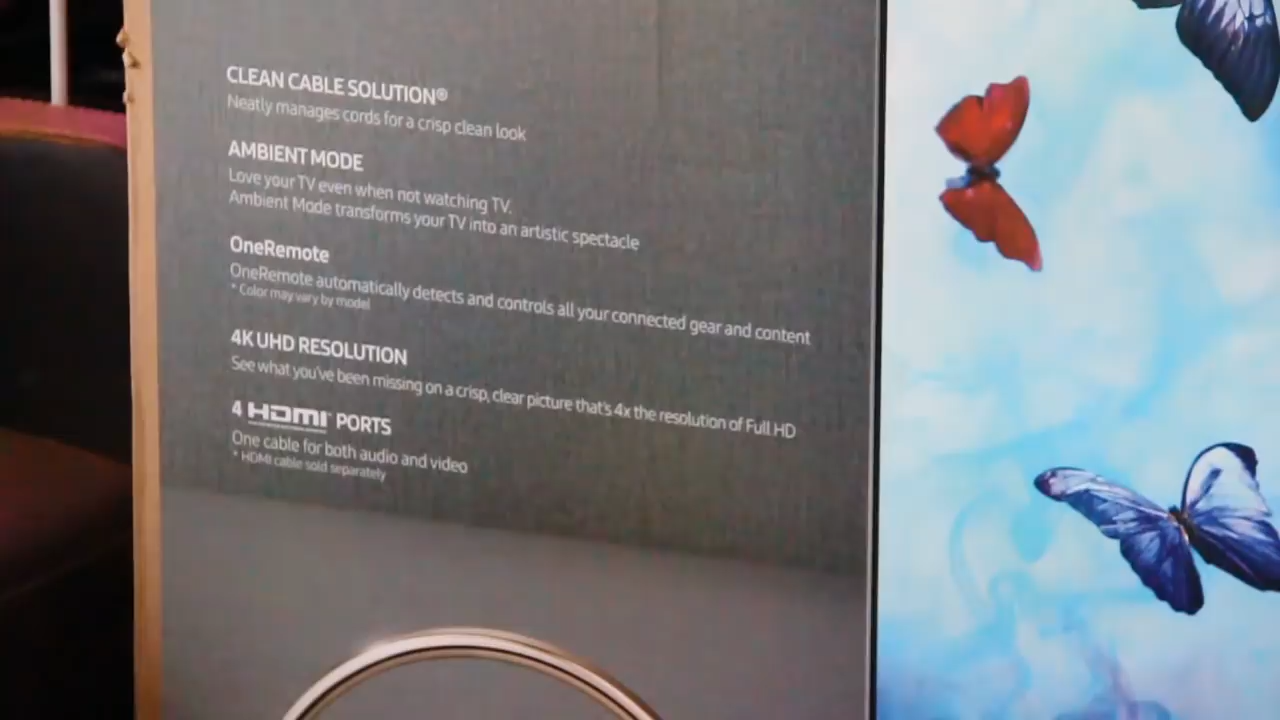 CLEAN CABLE SOLUTION®
Neatly manages cords for a crisp clean look
AMBIENT MODE
Love your TV even when not watching TV.
Ambient Mode transforms your TV into an artistic spectacle
OneRemote
OneRemote automatically detects and controls all your connected gear and content
* Color may vary by model
4K UHD RESOLUTION
See what you've been missing on a crisp, clear picture that's 4x the resolution of Full HD
4 HDMI™ PORTS
One cable for both audio and video
* HDMI cable sold separately